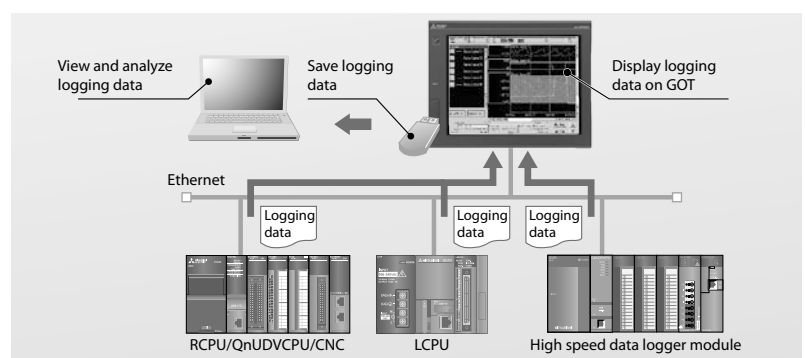 View and analyze
logging data
Save logging
data
Display logging
data on GOT
Ethernet
Logging
data
Logging
data
Logging
data
RCPU/QnUDVCPU/CNC
LCPU
High speed data logger module